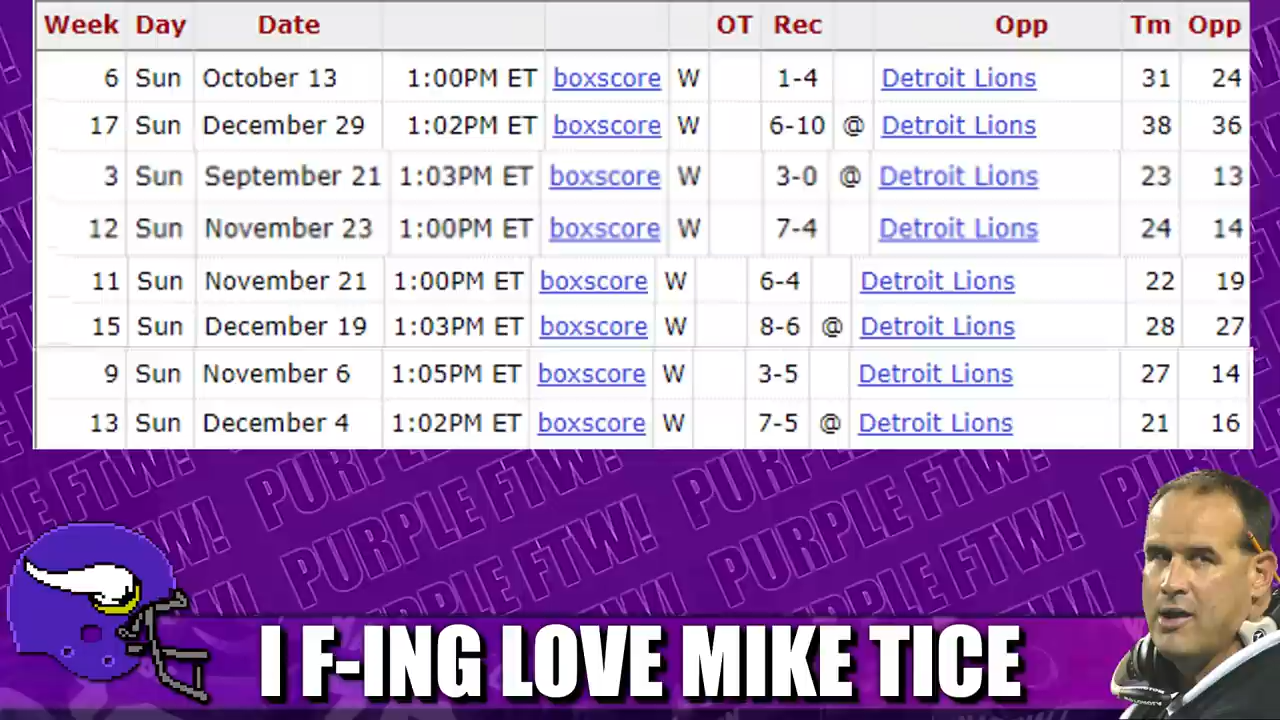 Week Day Date OT Rec Opp Tm Opp
6 Sun October 13 1:00PM ET boxscore W 1-4 Detroit Lions 31 24
17 Sun December 29 1:02PM ET boxscore W 6-10 @ Detroit Lions 38 36
3 Sun September 21 1:03PM ET boxscore W 3-0 @ Detroit Lions 23 13
12 Sun November 23 1:00PM ET boxscore W 7-4 Detroit Lions 24 14
11 Sun November 21 1:00PM ET boxscore W 6-4 Detroit Lions 22 19
15 Sun December 19 1:03PM ET boxscore W 8-6 @ Detroit Lions 28 27
9 Sun November 6 1:05PM ET boxscore W 3-5 Detroit Lions 27 14
13 Sun December 4 1:02PM ET boxscore W 7-5 @ Detroit Lions 21 16
PURPLE FTW!
PURPLE FTW!
PURPLE FTW!
I F-ING LOVE MIKE TICE